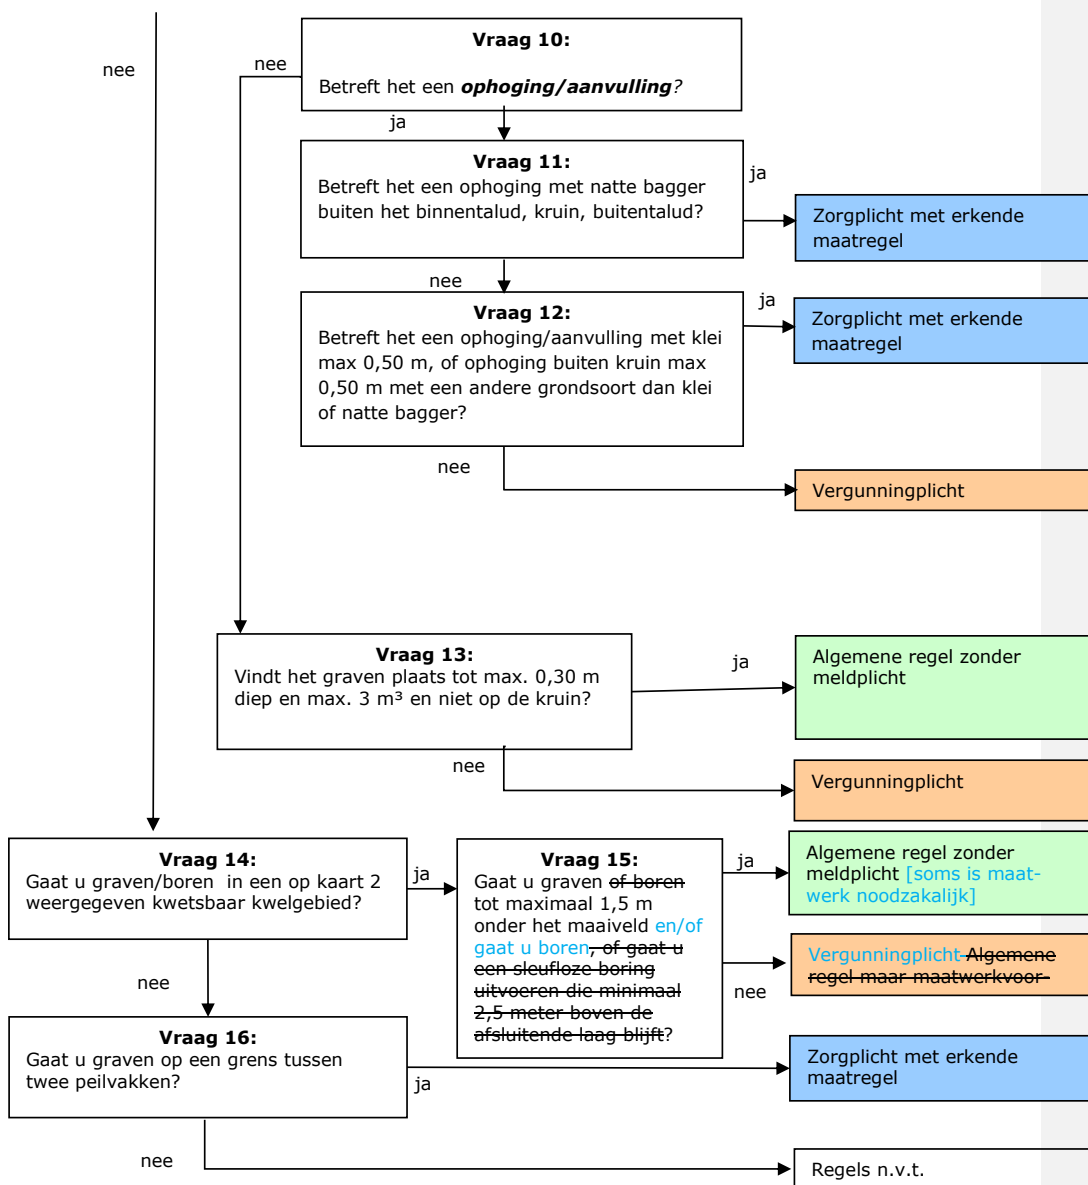 nee
Vraag 10:
nee
Betreft het een ophoging/aanvulling?
ja
Vraag 11:
Betreft het een ophoging met natte bagger
buiten het binnentalud, kruin, buitentalud?
ja
Zorgplicht met erkende
maatregel
nee
Vraag 12:
Betreft het een ophoging/aanvulling met klei
max 0,50 m, of ophoging buiten kruin max
0,50 m met een andere grondsoort dan klei
of natte bagger?
ja
Zorgplicht met erkende
maatregel
nee
Vergunningplicht
Vraag 13:
Vindt het graven plaats tot max. 0,30 m
diep en max. 3 m³ en niet op de kruin?
ja
Algemene regel zonder
meldplicht
nee
Vergunningplicht
Vraag 14:
Gaat u graven/boren in een op kaart 2
weergegeven kwetsbaar kwelgebied?
ja
Vraag 15:
Gaat u graven of boren
tot maximaal 1,5 m
onder het maaiveld en/of
gaat u boren, of gaat u
een sleufloze boring
uitvoeren die minimaal
2,5 meter boven de
afsluitende laag blijft?
ja
Algemene regel zonder
meldplicht [soms is maat-
werk noodzakalijk]
nee
Vergunningplicht Algemene
regel maar maatwerkvoor-
nee
Vraag 16:
Gaat u graven op een grens tussen
twee peilvakken?
ja
Zorgplicht met erkende
maatregel
nee
Regels n.v.t.